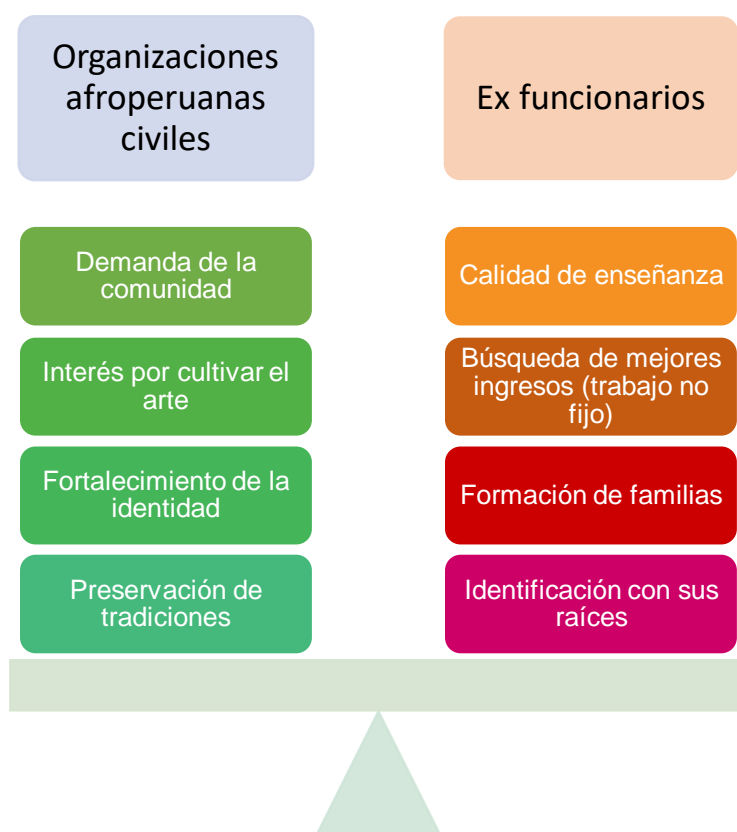 Organizaciones
afroperuanas
civiles
Demanda de la
comunidad
Interés por cultivar el
arte
Fortalecimiento de la
identidad
Preservación de
tradiciones
Ex funcionarios
Calidad de enseñanza
Búsqueda de mejores
ingresos (trabajo no
fijo)
Formación de familias
Identificación con sus
raíces